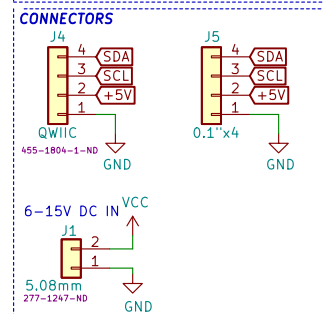 CONNECTORS
J4
4 SDA
3 SCL
2 +5V
1
QWIIC
455-1804-1-ND
GND
J5
4 SDA
3 SCL
2 +5V
1
0.1"x4
GND
6-15V DC IN
VCC
J1
2
1
5.08mm
277-1247-ND
GND